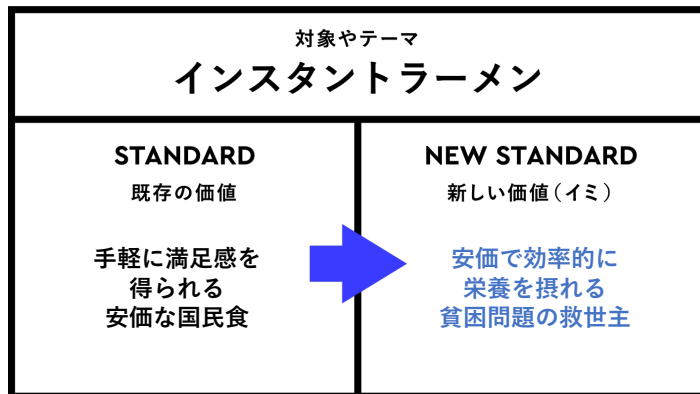 対象やテーマ
インスタントラーメン
STANDARD
既存の価値
手軽に満足感を
得られる
安価な国民食
NEW STANDARD
新しい価値(イミ)
安価で効率的に
栄養を摂れる
貧困問題の救世主